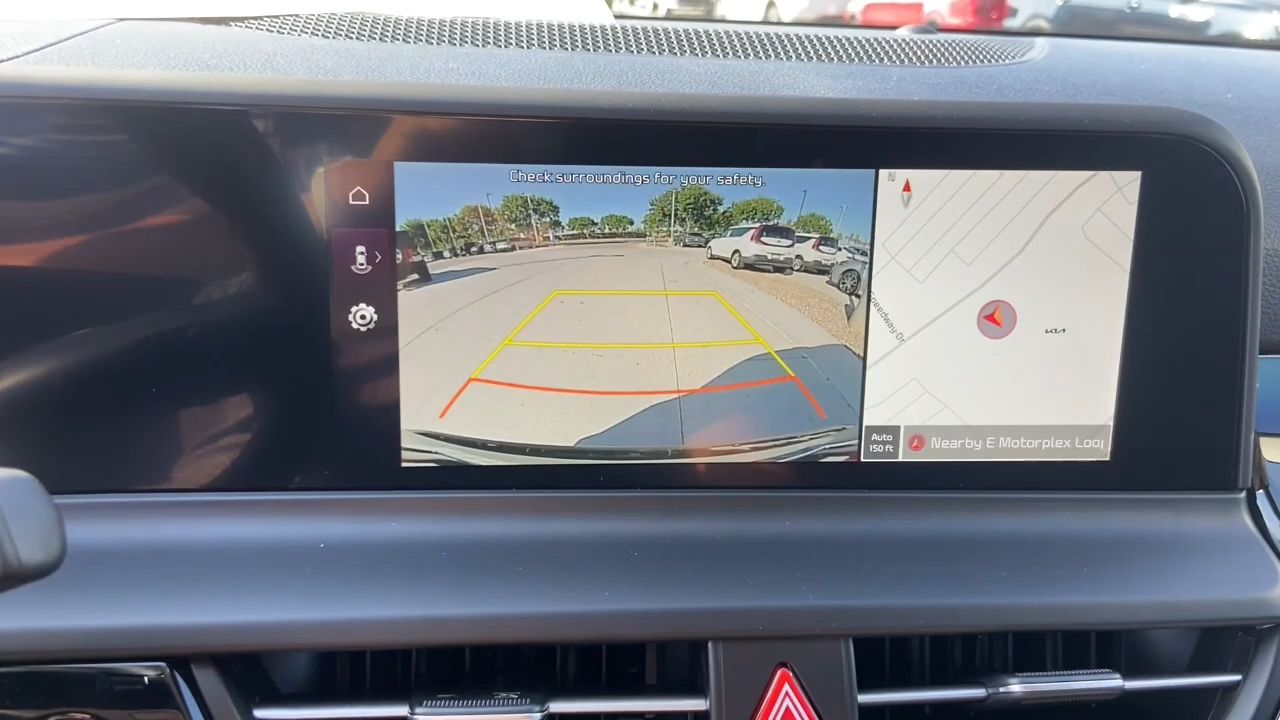 Check surroundings for your safety.
N
Speedway Dr
KIA
Auto
150 ft
Nearby E Motorplex Loop